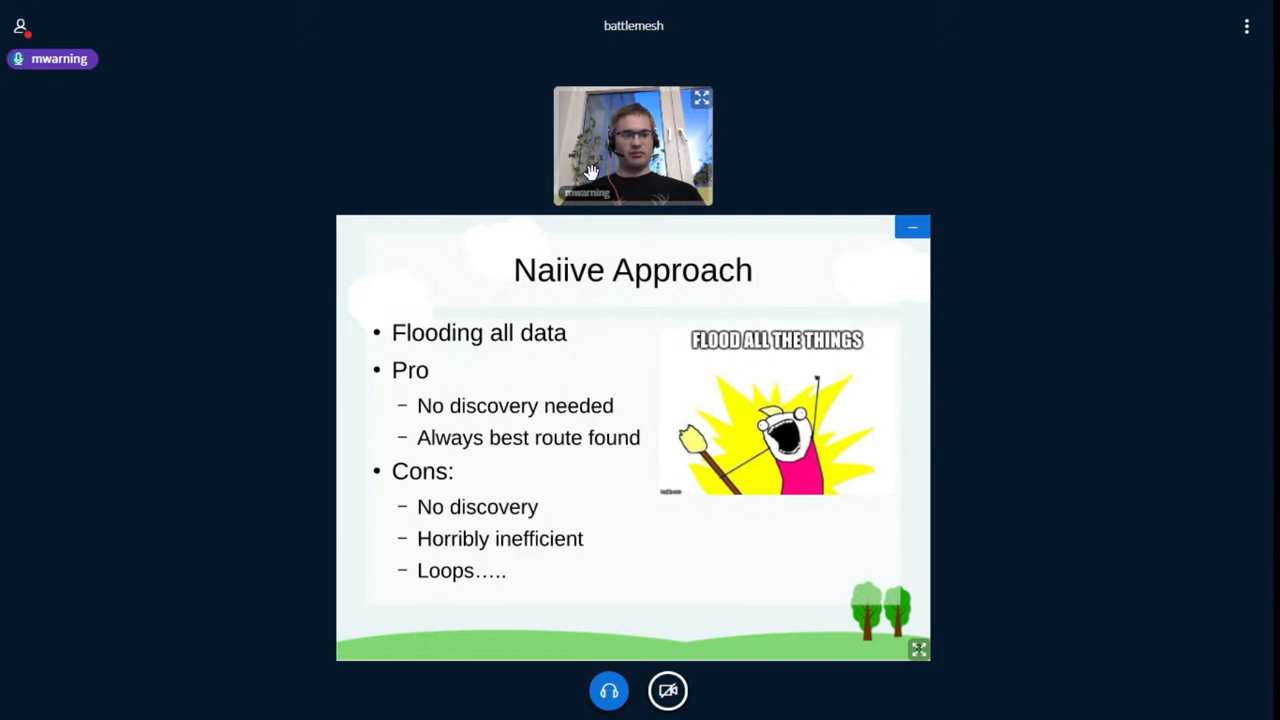 battlemesh
mwarning
mwarning
Naiive Approach
• Flooding all data
• Pro
– No discovery needed
– Always best route found
• Cons:
– No discovery
– Horribly inefficient
– Loops…..
FLOOD ALL THE THINGS